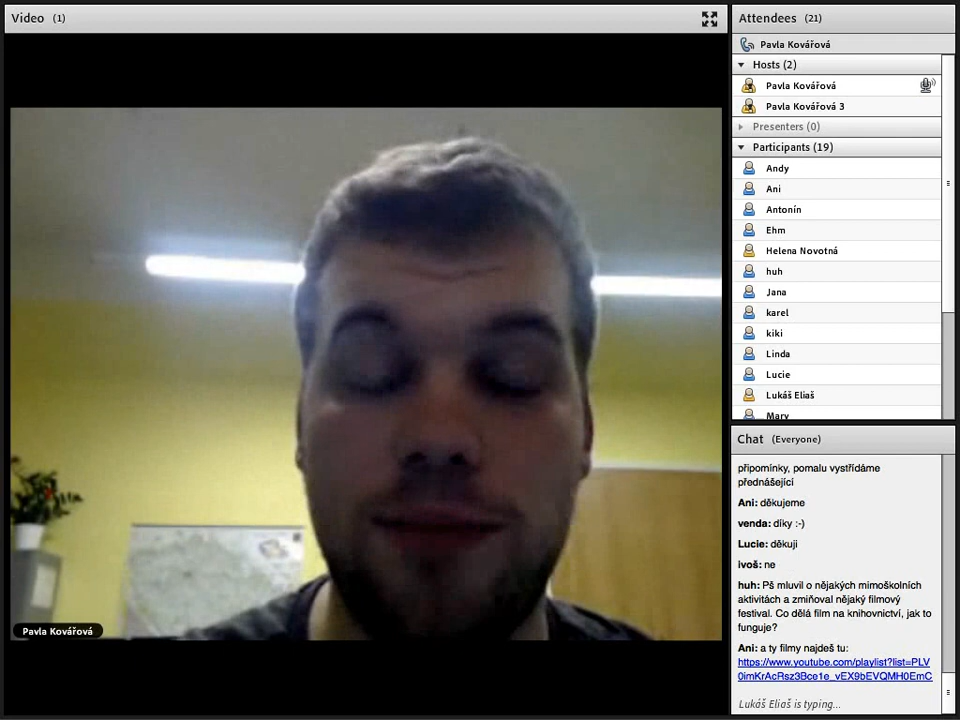 Video (1)
Pavla Kovářová
Attendees (21)
Pavla Kovářová
Hosts (2)
Pavla Kovářová
Pavla Kovářová 3
Presenters (0)
Participants (19)
Andy
Ani
Antonín
Ehm
Helena Novotná
huh
Jana
karel
kiki
Linda
Lucie
Lukáš Eliaš
Mary
Chat (Everyone)
připomínky, pomalu vystřídáme
přednášející
Ani: děkujeme
venda: díky :-)
Lucie: děkuji
ivoš: ne
huh: Pš mluvil o nějakých mimoškolních
aktivitách a zmiňoval nějaký filmový
festival. Co dělá film na knihovnictví, jak to
funguje?
Ani: a ty filmy najdeš tu:
https://www.youtube.com/playlist?list=PLV
0imKrAcRsz3Bce1e_vEX9bEVQMH0EmC
Lukáš Eliaš is typing...